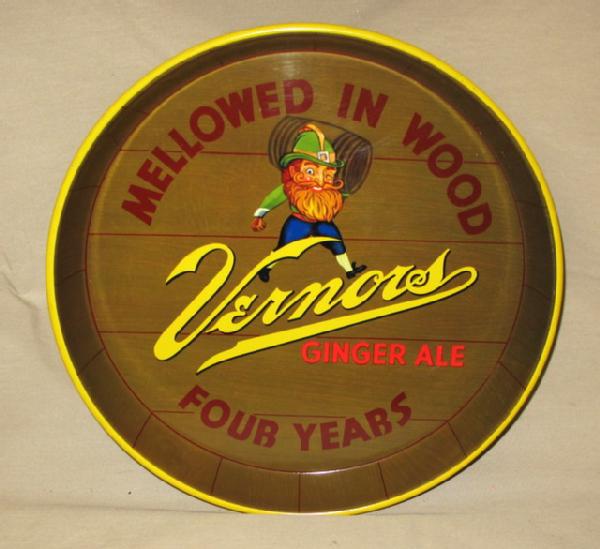 MELLOWED IN WOOD
Vernors
GINGER ALE
FOUR YEARS